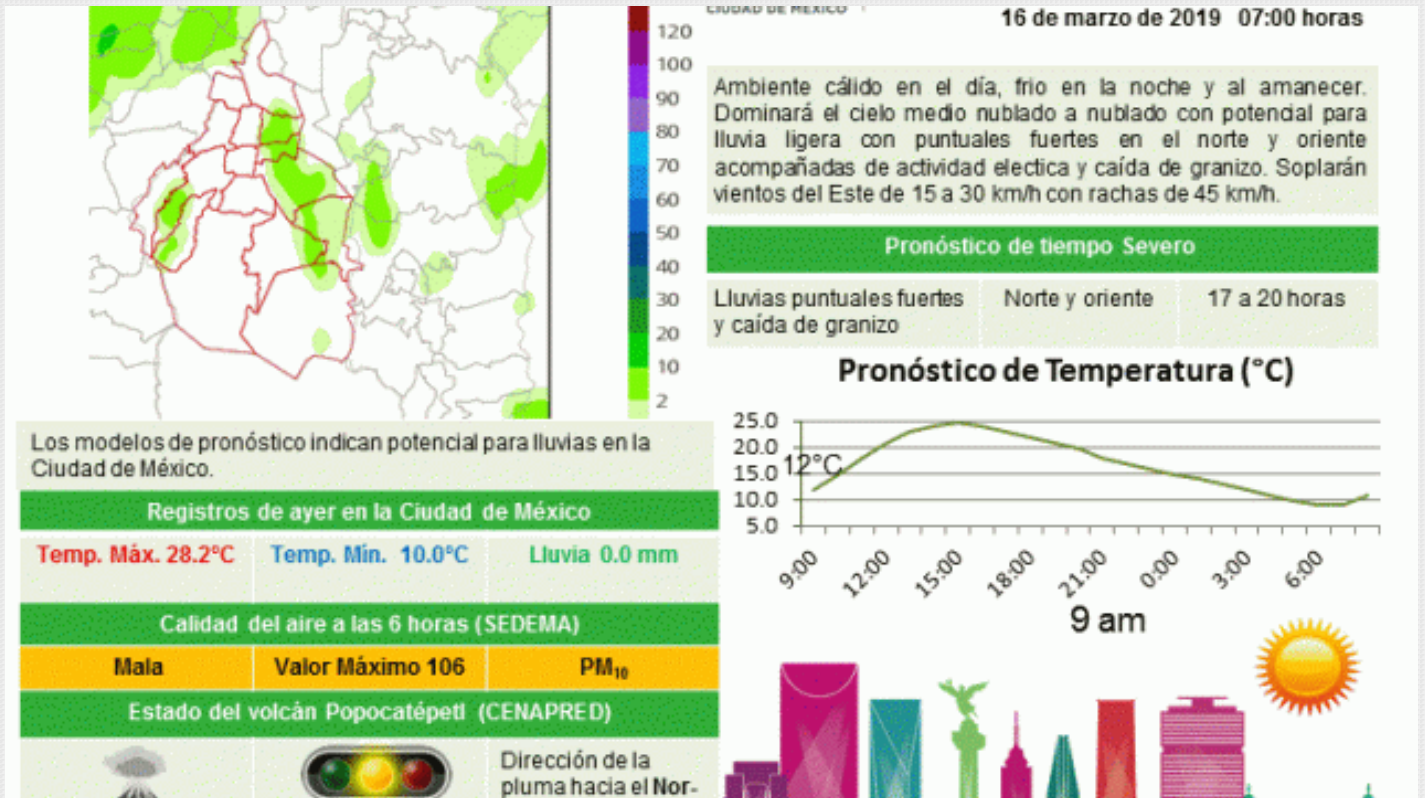 CIUDAD DE MÉXICO
16 de marzo de 2019 07:00 horas
120
100
90
80
70
60
50
40
30
20
10
2
Ambiente cálido en el día, frio en la noche y al amanecer.
Dominará el cielo medio nublado a nublado con potencial para
lluvia ligera con puntuales fuertes en el norte y oriente
acompañadas de actividad electica y caída de granizo. Soplarán
vientos del Este de 15 a 30 km/h con rachas de 45 km/h.
Pronóstico de tiempo Severo
Lluvias puntuales fuertes
y caída de granizo
Norte y oriente
17 a 20 horas
Pronóstico de Temperatura (°C)
25.0
20.0
15.0
10.0
5.0
12°C
9:00 12:00 15:00 18:00 21:00 0:00 3:00 6:00
9 am
Los modelos de pronóstico indican potencial para lluvias en la
Ciudad de México.
Registros de ayer en la Ciudad de México
Temp. Máx. 28.2°C Temp. Mín. 10.0°C Lluvia 0.0 mm
Calidad del aire a las 6 horas (SEDEMA)
Mala Valor Máximo 106 PM₁₀
Estado del volcán Popocatépetl (CENAPRED)
Dirección de la
pluma hacia el Nor-